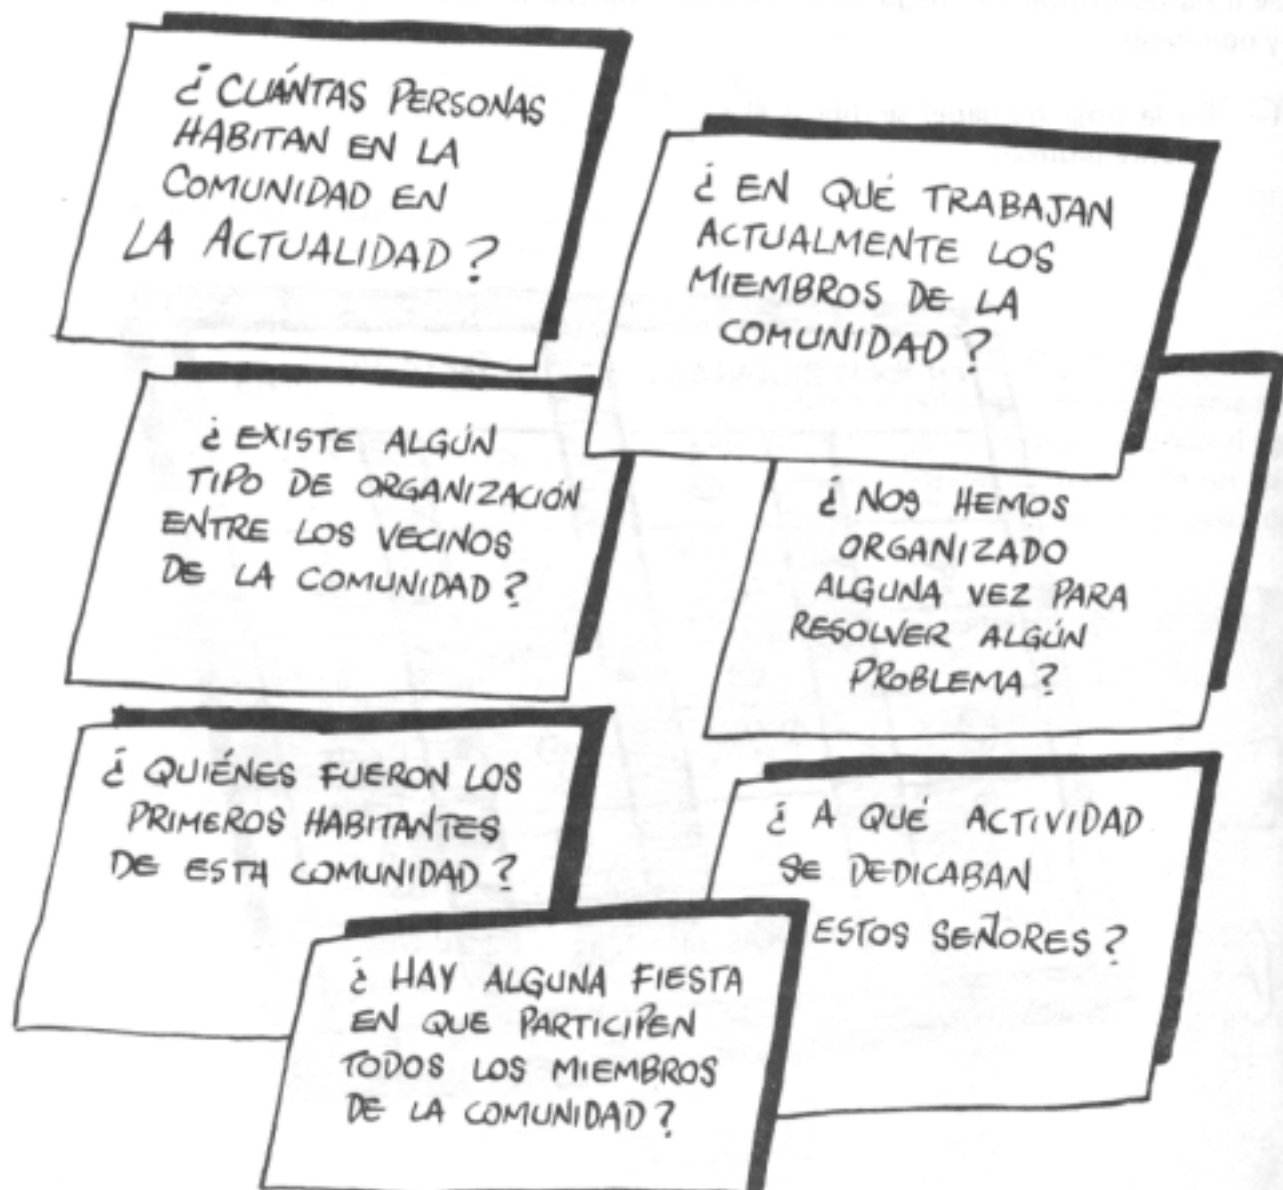 ¿ CUÁNTAS PERSONAS
HABITAN EN LA
COMUNIDAD EN
LA ACTUALIDAD ?
¿ EN QUÉ TRABAJAN
ACTUALMENTE LOS
MIEMBROS DE LA
COMUNIDAD ?
¿ EXISTE ALGÚN
TIPO DE ORGANIZACIÓN
ENTRE LOS VECINOS
DE LA COMUNIDAD ?
¿ NOS HEMOS
ORGANIZADO
ALGUNA VEZ PARA
RESOLVER ALGÚN
PROBLEMA ?
¿ QUIÉNES FUERON LOS
PRIMEROS HABITANTES
DE ESTA COMUNIDAD ?
¿ A QUÉ ACTIVIDAD
SE DEDICABAN
ESTOS SEÑORES ?
¿ HAY ALGUNA FIESTA
EN QUE PARTICIPEN
TODOS LOS MIEMBROS
DE LA COMUNIDAD ?